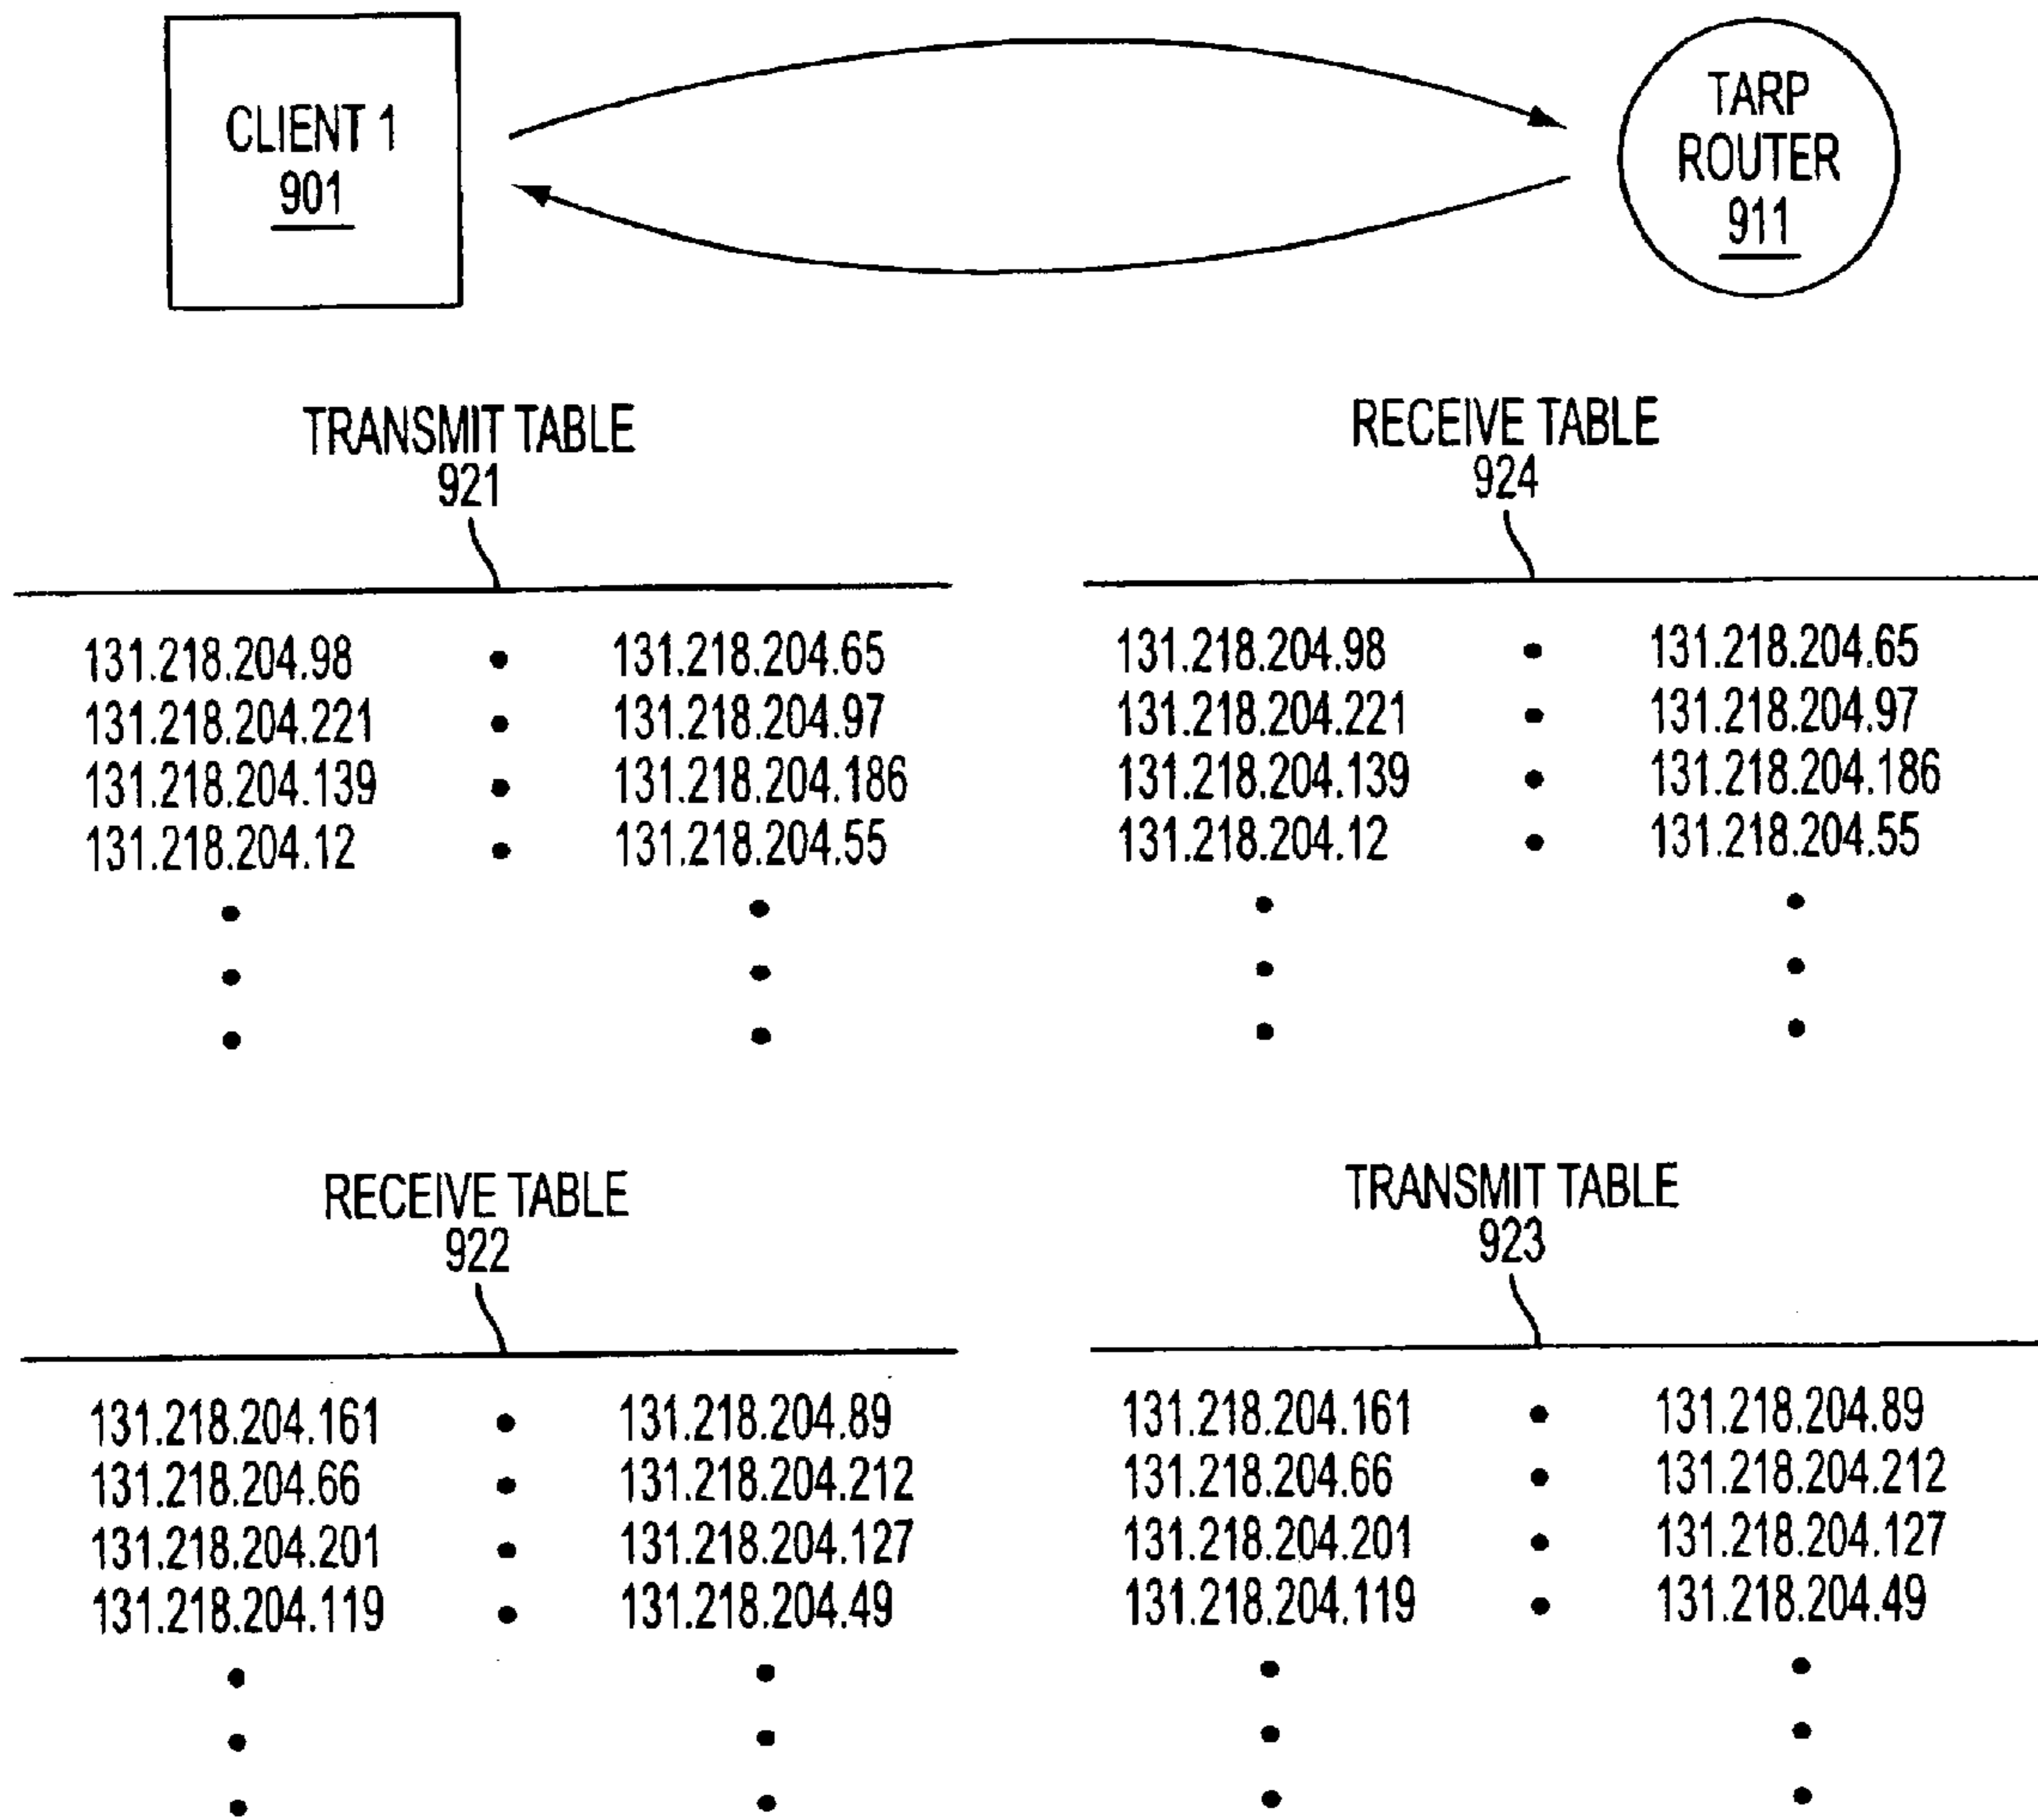 CLIENT 1
901
TARP
ROUTER
911
TRANSMIT TABLE
921
131.218.204.98 • 131.218.204.65
131.218.204.221 • 131.218.204.97
131.218.204.139 • 131.218.204.186
131.218.204.12 • 131.218.204.55
RECEIVE TABLE
924
131.218.204.98 • 131.218.204.65
131.218.204.221 • 131.218.204.97
131.218.204.139 • 131.218.204.186
131.218.204.12 • 131.218.204.55
RECEIVE TABLE
922
131.218.204.161 • 131.218.204.89
131.218.204.66 • 131.218.204.212
131.218.204.201 • 131.218.204.127
131.218.204.119 • 131.218.204.49
TRANSMIT TABLE
923
131.218.204.161 • 131.218.204.89
131.218.204.66 • 131.218.204.212
131.218.204.201 • 131.218.204.127
131.218.204.119 • 131.218.204.49